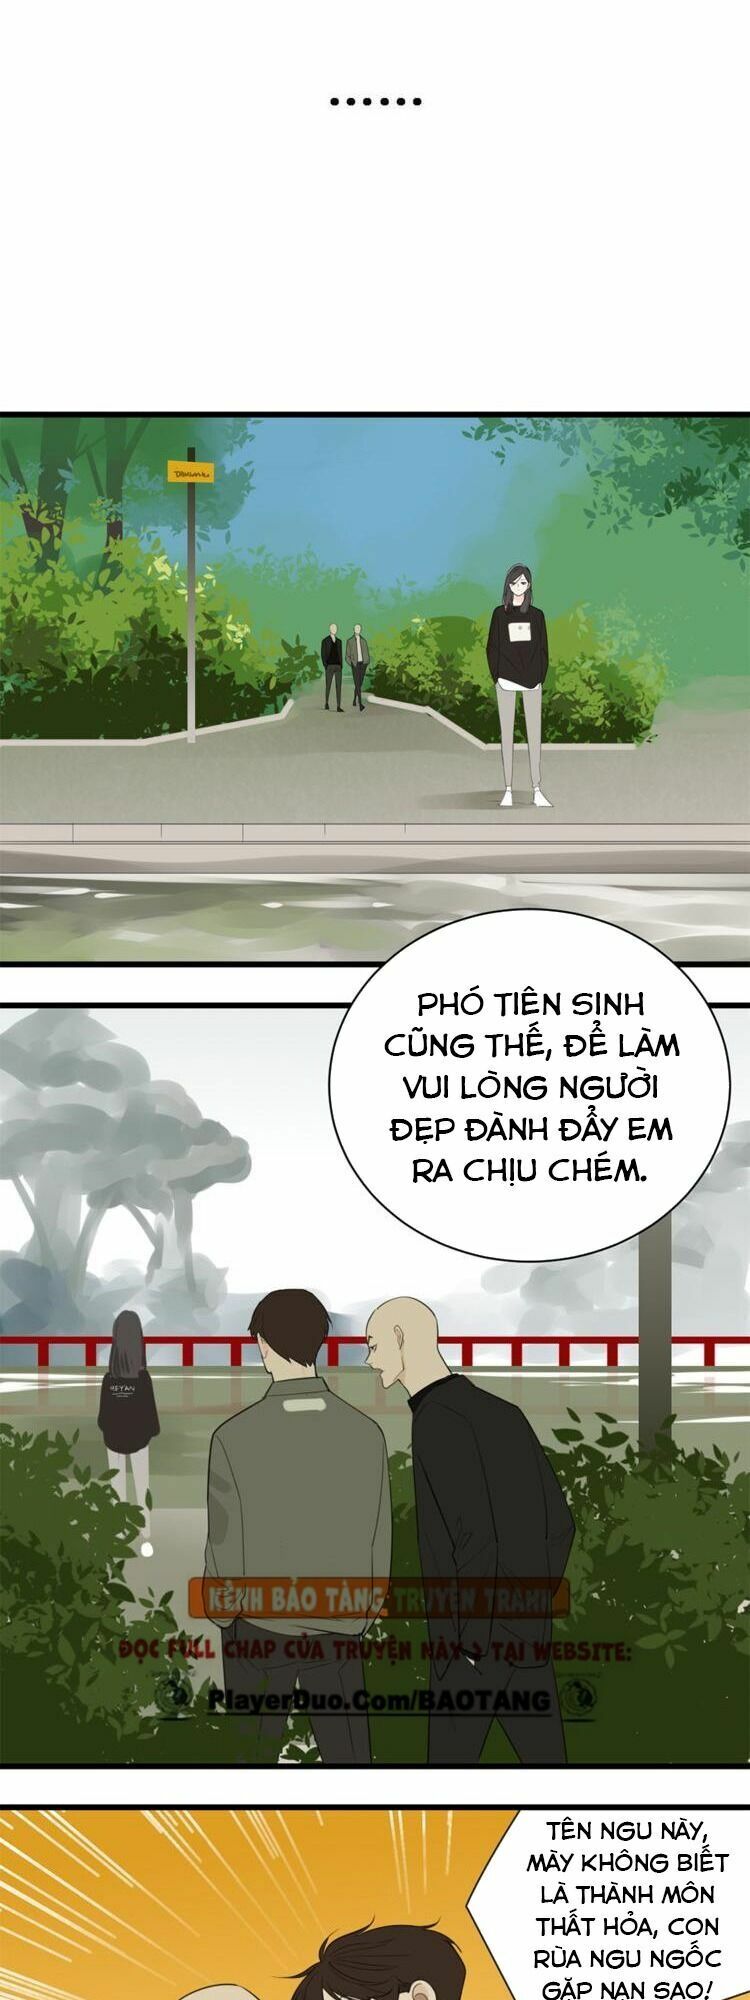 ......
PHÓ TIÊN SINH
CŨNG THẾ, ĐỂ LÀM
VUI LÒNG NGƯỜI
ĐẸP ĐÀNH ĐẨY EM
RA CHỊU CHÉM.
KÊNH BẢO TÀNG TRUYỆN TRANH
ĐỌC FULL CHAP CỦA TRUYỆN NÀY Ở TẠI WEBSITE:
PlayerDuo.Com/BAOTANG
TÊN NGU NÀY,
MÀY KHÔNG BIẾT
LÀ THÀNH MÔN
THẤT HỎA, CON
RÙA NGU NGỐC
GẶP NẠN SAO!